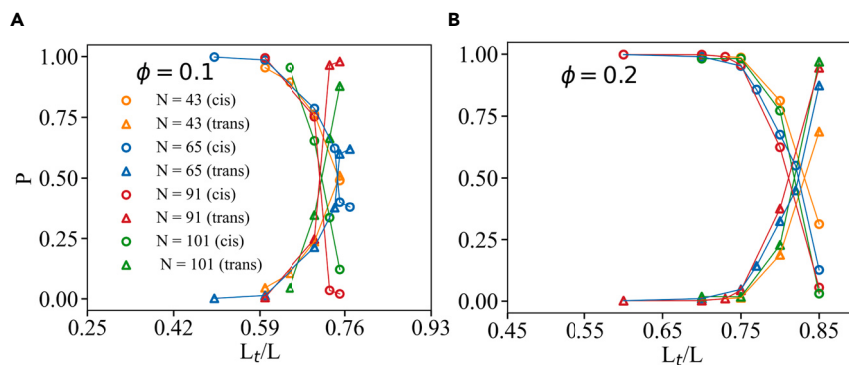 A
ϕ = 0.1
1.00
0.75
0.50
0.25
0.00
P
N = 43 (cis)
N = 43 (trans)
N = 65 (cis)
N = 65 (trans)
N = 91 (cis)
N = 91 (trans)
N = 101 (cis)
N = 101 (trans)
0.25 0.42 0.59 0.76 0.93
Lₜ/L
B
ϕ = 0.2
1.00
0.75
0.50
0.25
0.00
0.45 0.55 0.65 0.75 0.85
Lₜ/L